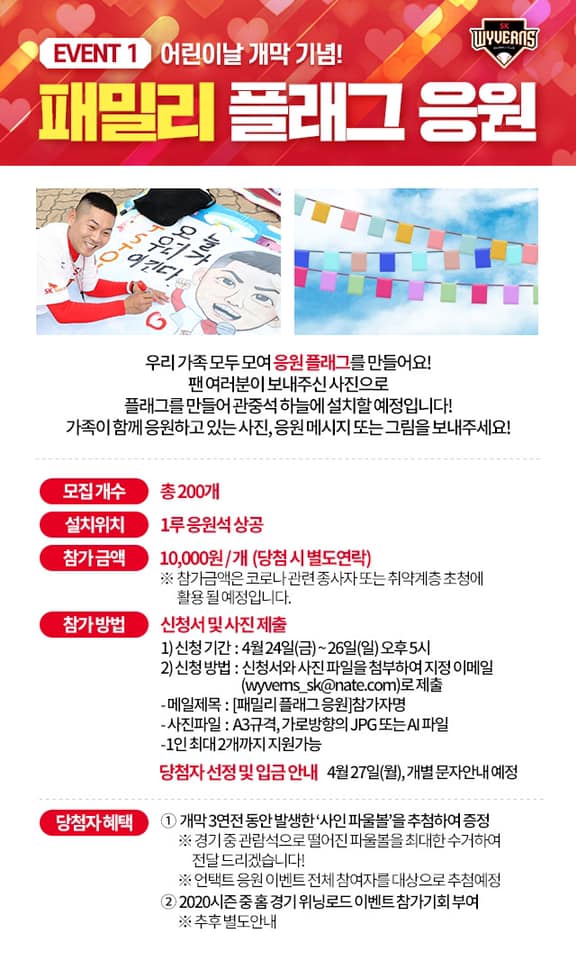 SK
WYVERNS
EVENT 1 어린이날 개막 기념!
패밀리 플래그 응원
오늘
우리가
이긴다.
우리 가족 모두 모여 응원 플래그를 만들어요!
팬 여러분이 보내주신 사진으로
플래그를 만들어 관중석 하늘에 설치할 예정입니다!
가족이 함께 응원하고 있는 사진, 응원 메시지 또는 그림을 보내주세요!
모집 개수 총 200개
설치위치 1루 응원석 상공
참가 금액 10,000원 / 개 (당첨 시 별도연락)
※ 참가금액은 코로나 관련 종사자 또는 취약계층 초청에
활용 될 예정입니다.
참가 방법 신청서 및 사진 제출
1) 신청 기간 : 4월 24일(금) ~ 26일(일) 오후 5시
2) 신청 방법 : 신청서와 사진 파일을 첨부하여 지정 이메일
(wyverns_sk@nate.com)로 제출
- 메일제목 : [패밀리 플래그 응원]참가자명
- 사진파일 : A3규격, 가로방향의 JPG 또는 AI 파일
-1인 최대 2개까지 지원가능
당첨자 선정 및 입금 안내 4월 27일(월), 개별 문자안내 예정
당첨자 혜택 ① 개막 3연전 동안 발생한 ‘사인 파울볼’을 추첨하여 증정
※ 경기 중 관람석으로 떨어진 파울볼을 최대한 수거하여
전달 드리겠습니다!
※ 언택트 응원 이벤트 전체 참여자를 대상으로 추첨예정
② 2020시즌 중 홈 경기 위닝로드 이벤트 참가기회 부여
※ 추후 별도안내